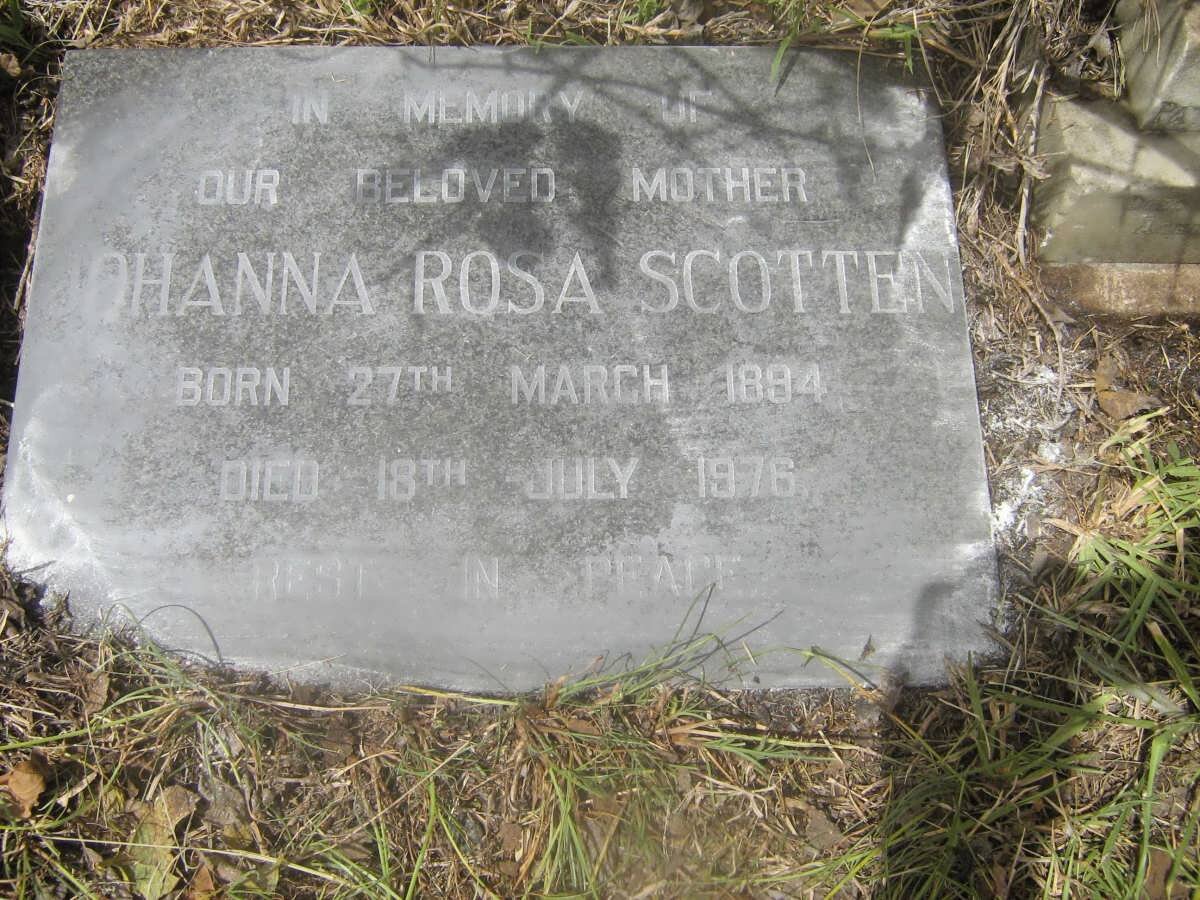 IN MEMORY OF
OUR BELOVED MOTHER
JOHANNA ROSA SCOTTEN
BORN 27TH MARCH 1894
DIED 18TH JULY 1976.
REST IN PEACE